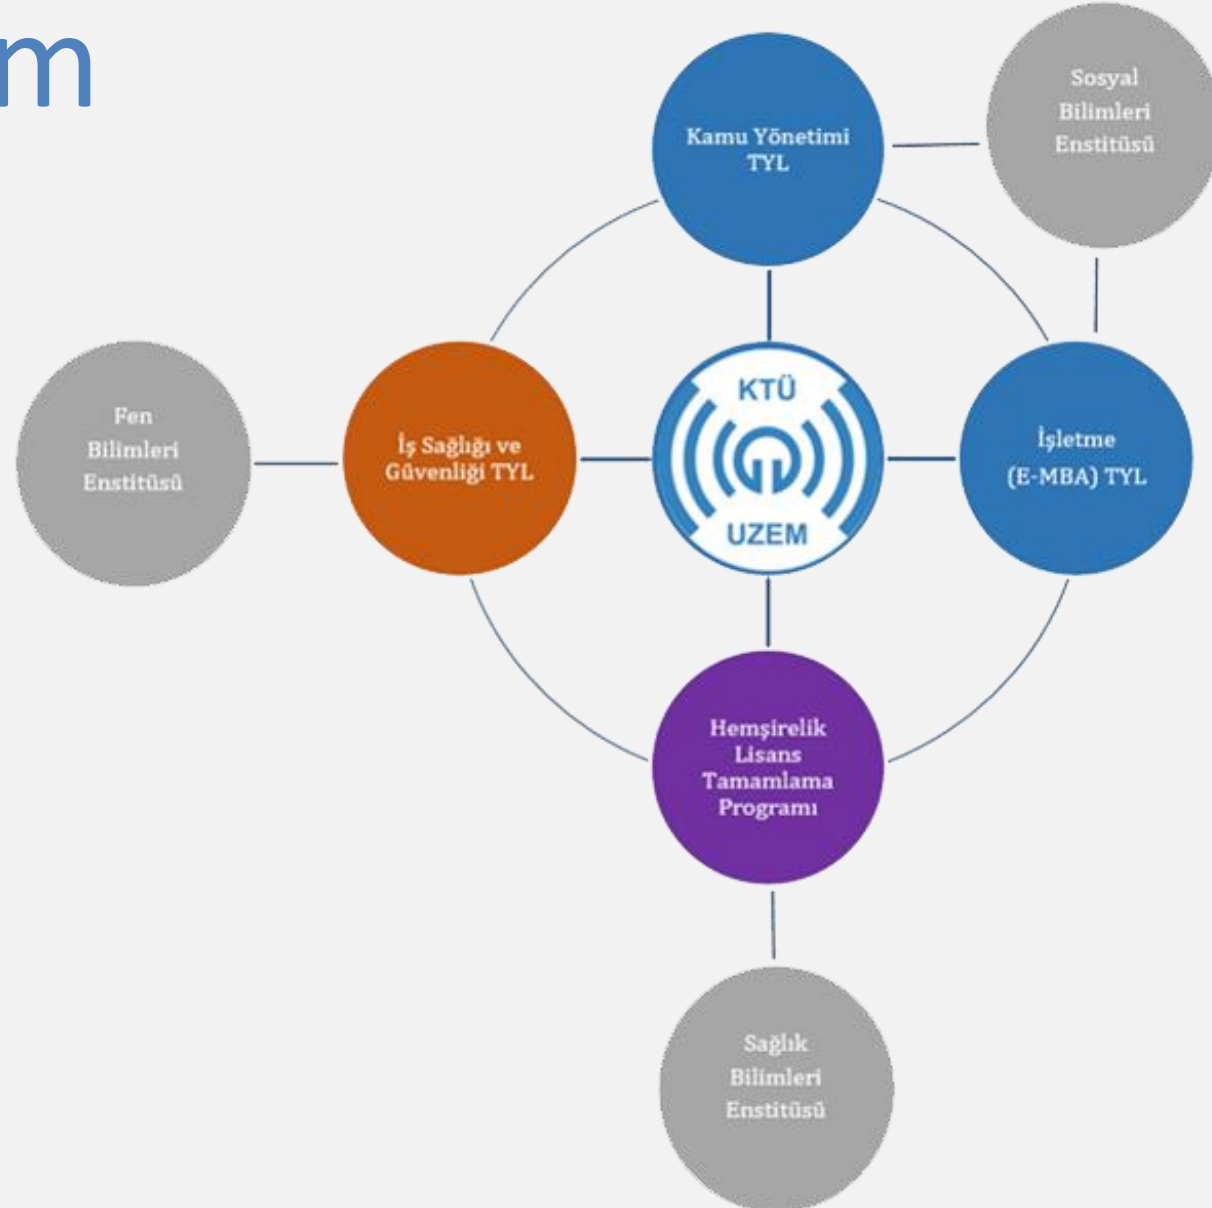 m
Sosyal
Bilimleri
Enstitüsü
Kamu Yönetimi
TYL
KTÜ
UZEM
Fen
Bilimleri
Enstitüsü
İş Sağlığı ve
Güvenliği TYL
İşletme
(E-MBA) TYL
Hemşirelik
Lisans
Tamamlama
Programı
Sağlık
Bilimleri
Enstitüsü